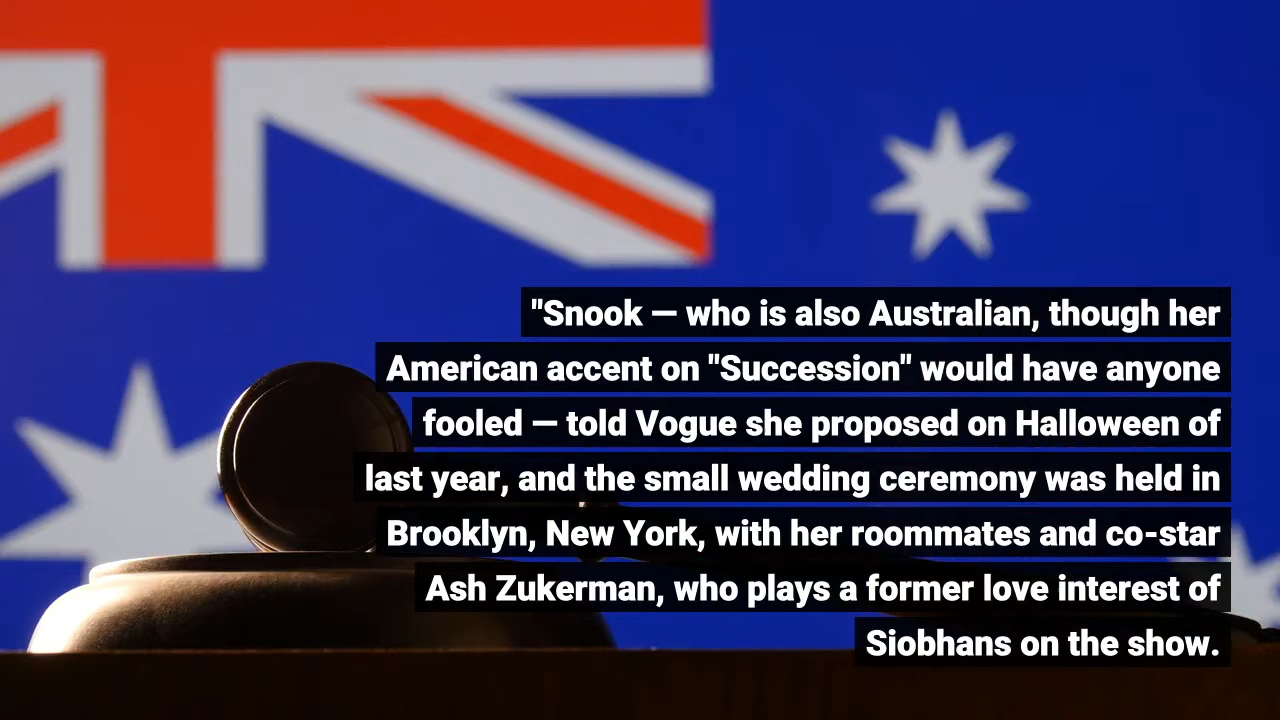 "Snook — who is also Australian, though her
American accent on "Succession" would have anyone
fooled — told Vogue she proposed on Halloween of
last year, and the small wedding ceremony was held in
Brooklyn, New York, with her roommates and co-star
Ash Zukerman, who plays a former love interest of
Siobhans on the show.